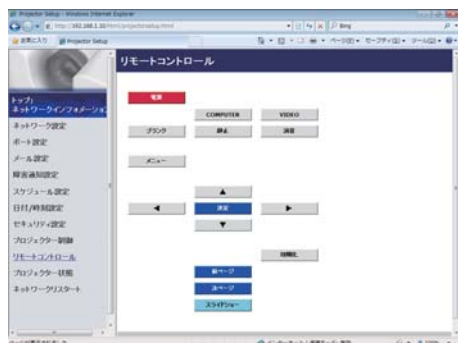 Projector Setup - Windows Internet Explorer
Bing
お気に入り
Projector Setup
リモートコントロール
トップ:
ネットワークインフォメーション
ネットワーク設定
ポート設定
メール設定
障害通知設定
スケジュール設定
日付/時刻設定
セキュリティ設定
プロジェクター制御
リモートコントロール
プロジェクター状態
ネットワークリスタート
電源
COMPUTER VIDEO
ブランク 静止 消音
メニュー
▲
◀ 決定 ▶
▼
初期化
前ページ
次ページ
スライドショー